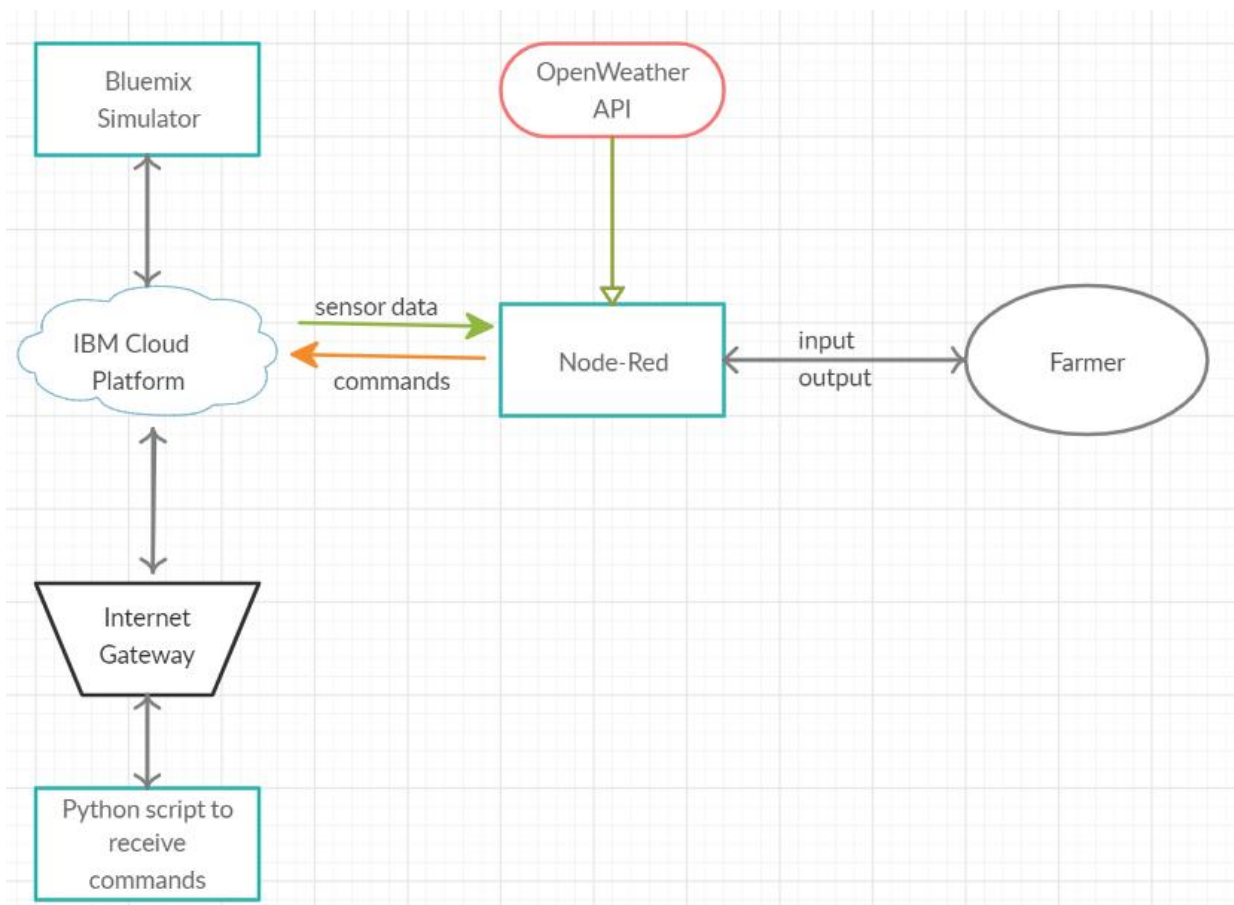 Bluemix
Simulator
OpenWeather
API
sensor data
IBM Cloud
Platform
commands
Node-Red
input
output
Farmer
Internet
Gateway
Python script to
receive
commands